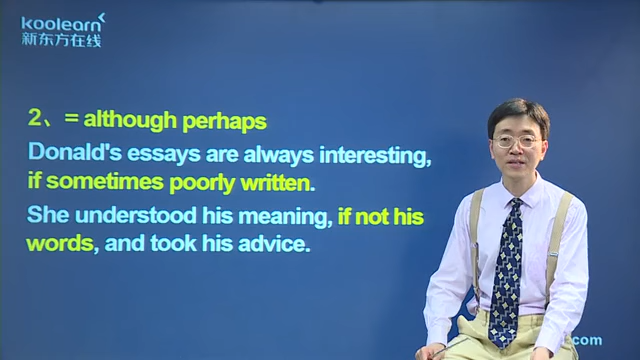 koolearn
新东方在线
2、= although perhaps
Donald's essays are always interesting,
if sometimes poorly written.
She understood his meaning, if not his
words, and took his advice.
.com